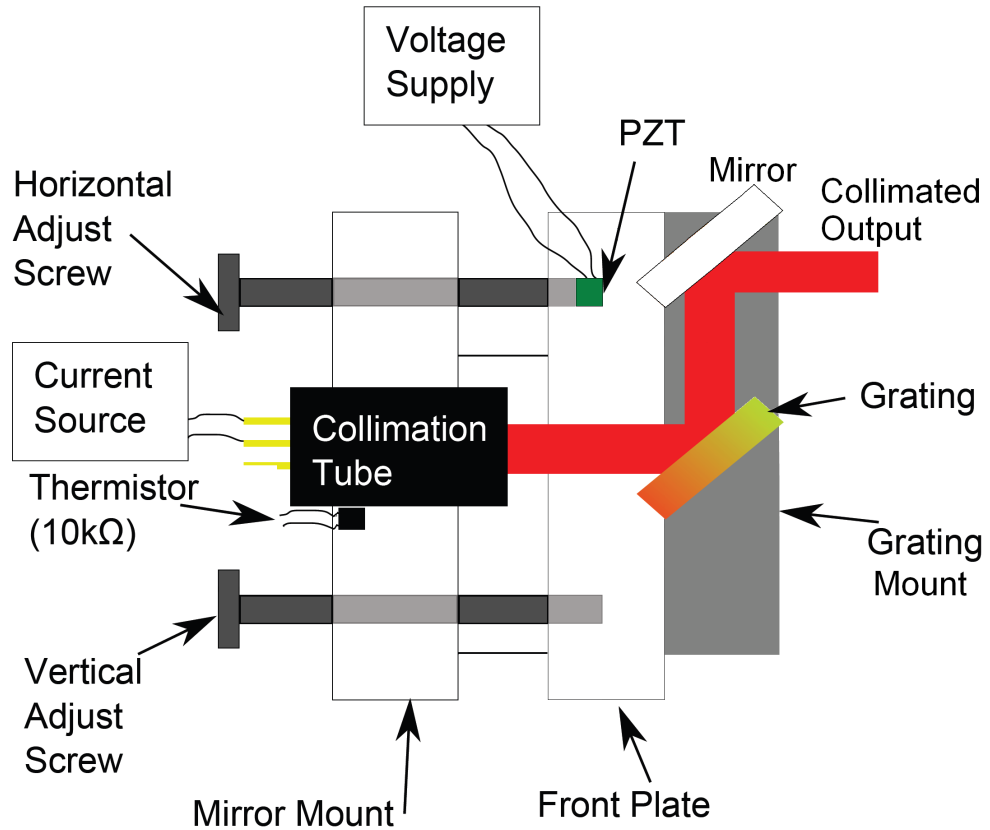 Voltage
Supply
PZT
Mirror
Horizontal
Adjust
Screw
Collimated
Output
Current
Source
Collimation
Tube
Grating
Thermistor
(10kΩ)
Grating
Mount
Vertical
Adjust
Screw
Mirror Mount
Front Plate